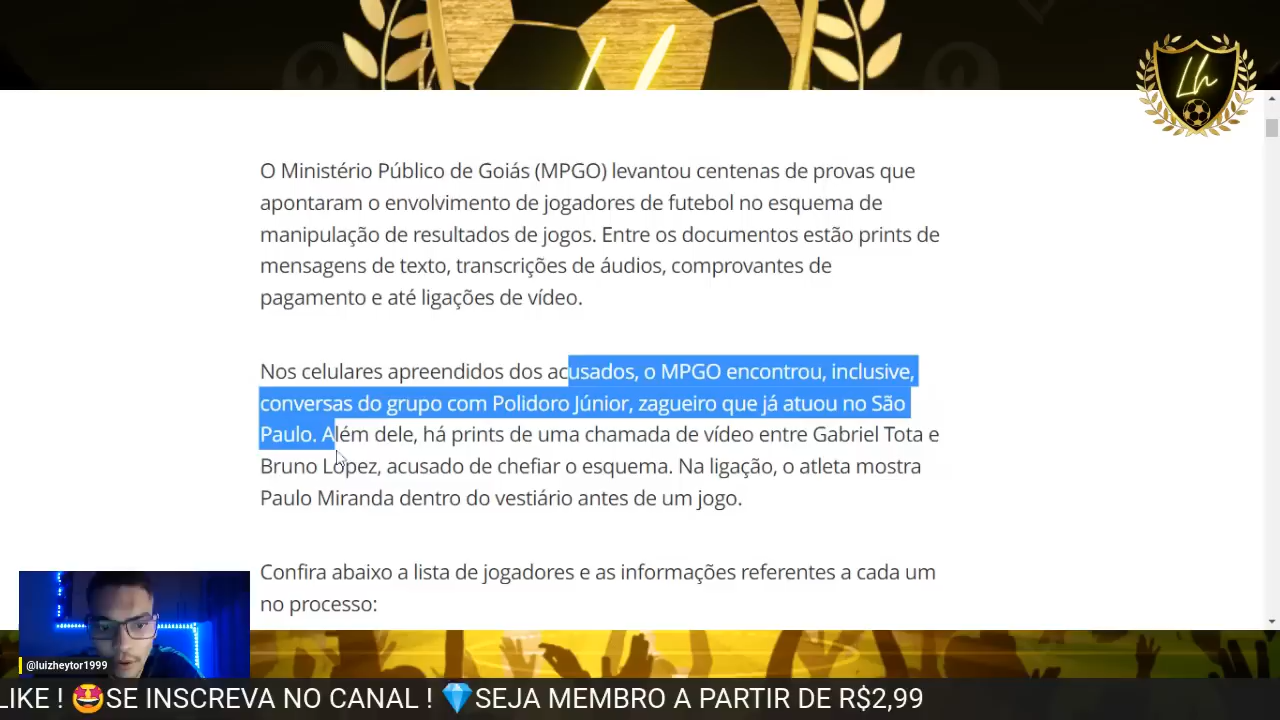 Lh
O Ministério Público de Goiás (MPGO) levantou centenas de provas que
apontaram o envolvimento de jogadores de futebol no esquema de
manipulação de resultados de jogos. Entre os documentos estão prints de
mensagens de texto, transcrições de áudios, comprovantes de
pagamento e até ligações de vídeo.
Nos celulares apreendidos dos acusados, o MPGO encontrou, inclusive,
conversas do grupo com Polidoro Júnior, zagueiro que já atuou no São
Paulo. Além dele, há prints de uma chamada de vídeo entre Gabriel Tota e
Bruno Lopez, acusado de chefiar o esquema. Na ligação, o atleta mostra
Paulo Miranda dentro do vestiário antes de um jogo.
Confira abaixo a lista de jogadores e as informações referentes a cada um
no processo:
@luizheytor1999
LIKE ! 🤩SE INSCREVA NO CANAL ! 💎SEJA MEMBRO A PARTIR DE R$2,99